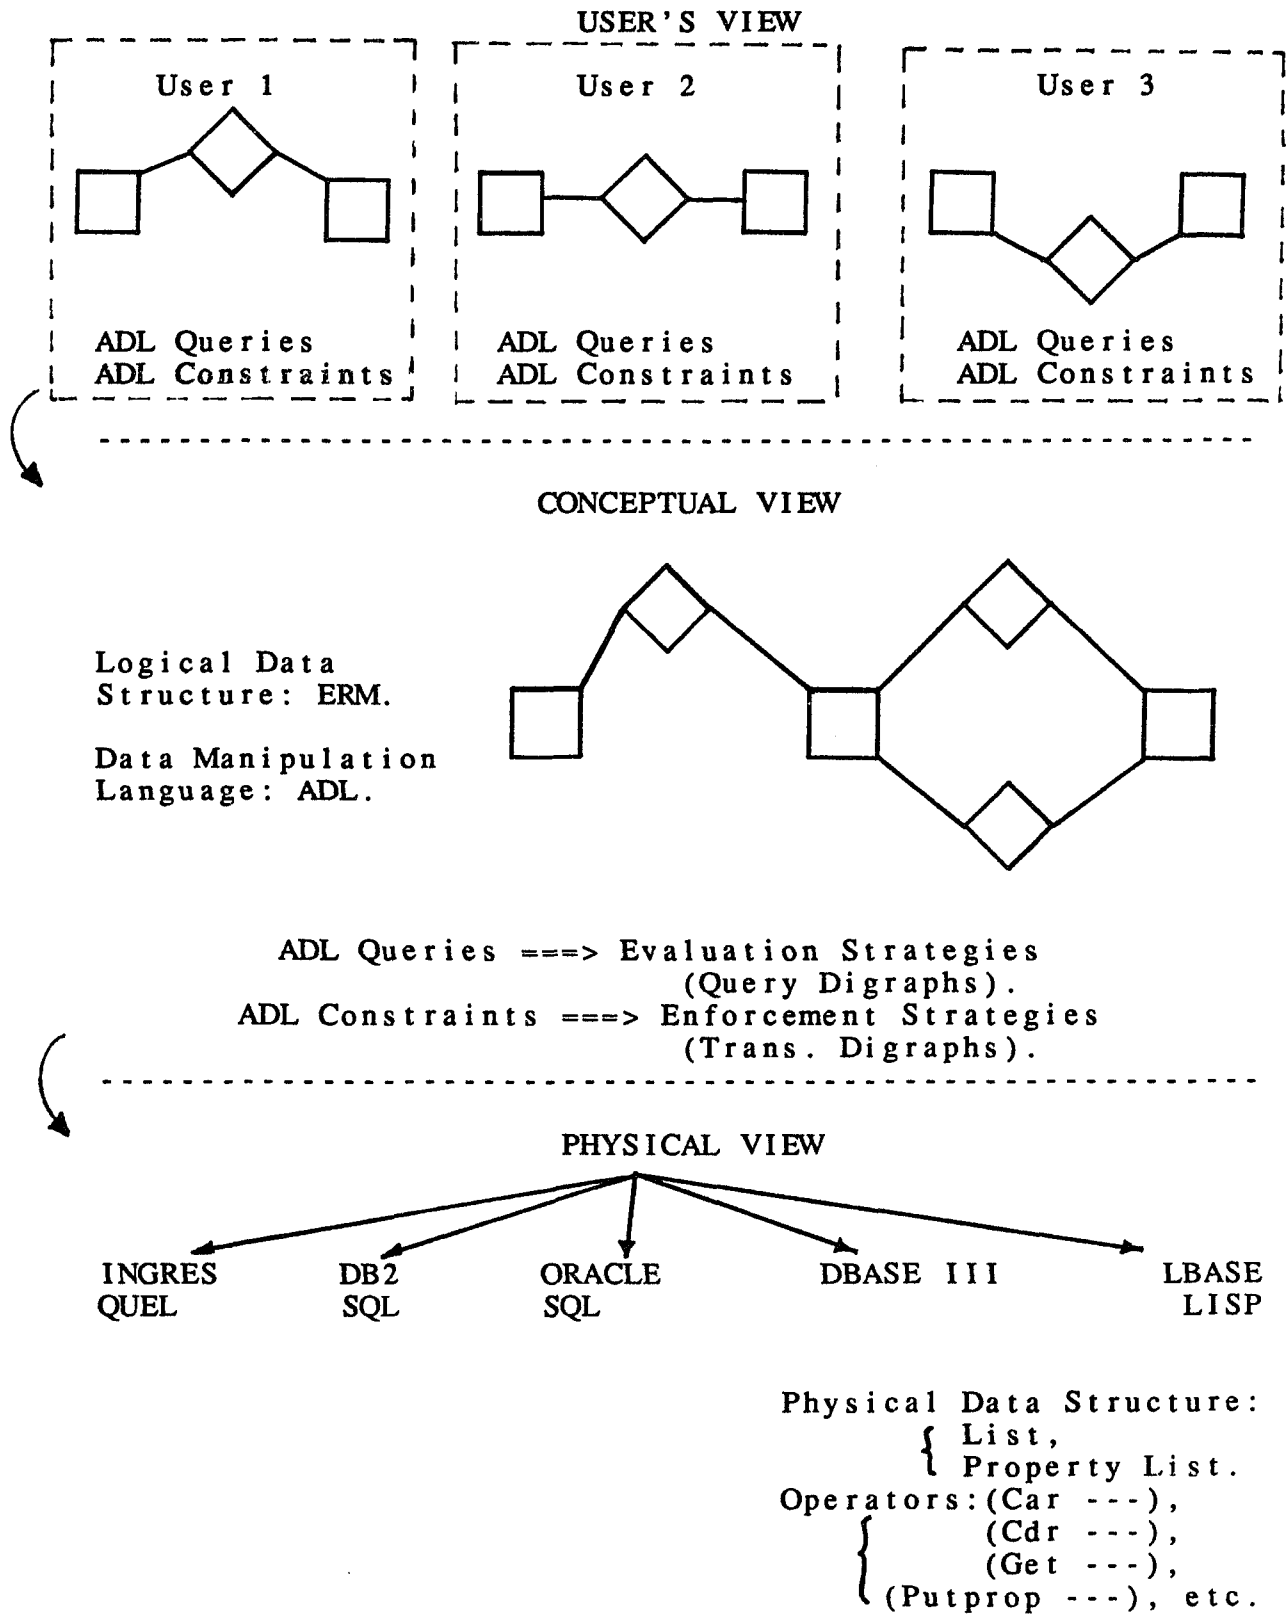 USER'S VIEW
User 1
User 2
User 3
ADL Queries
ADL Constraints
ADL Queries
ADL Constraints
ADL Queries
ADL Constraints
CONCEPTUAL VIEW
Logical Data
Structure: ERM.
Data Manipulation
Language: ADL.
ADL Queries ===> Evaluation Strategies
(Query Digraphs).
ADL Constraints ===> Enforcement Strategies
(Trans. Digraphs).
PHYSICAL VIEW
INGRES
QUEL
DB2
SQL
ORACLE
SQL
DBASE III
LBASE
LISP
Physical Data Structure:
{ List,
Property List.
Operators:(Car ---),
{ (Cdr ---),
(Get ---),
(Putprop ---), etc.